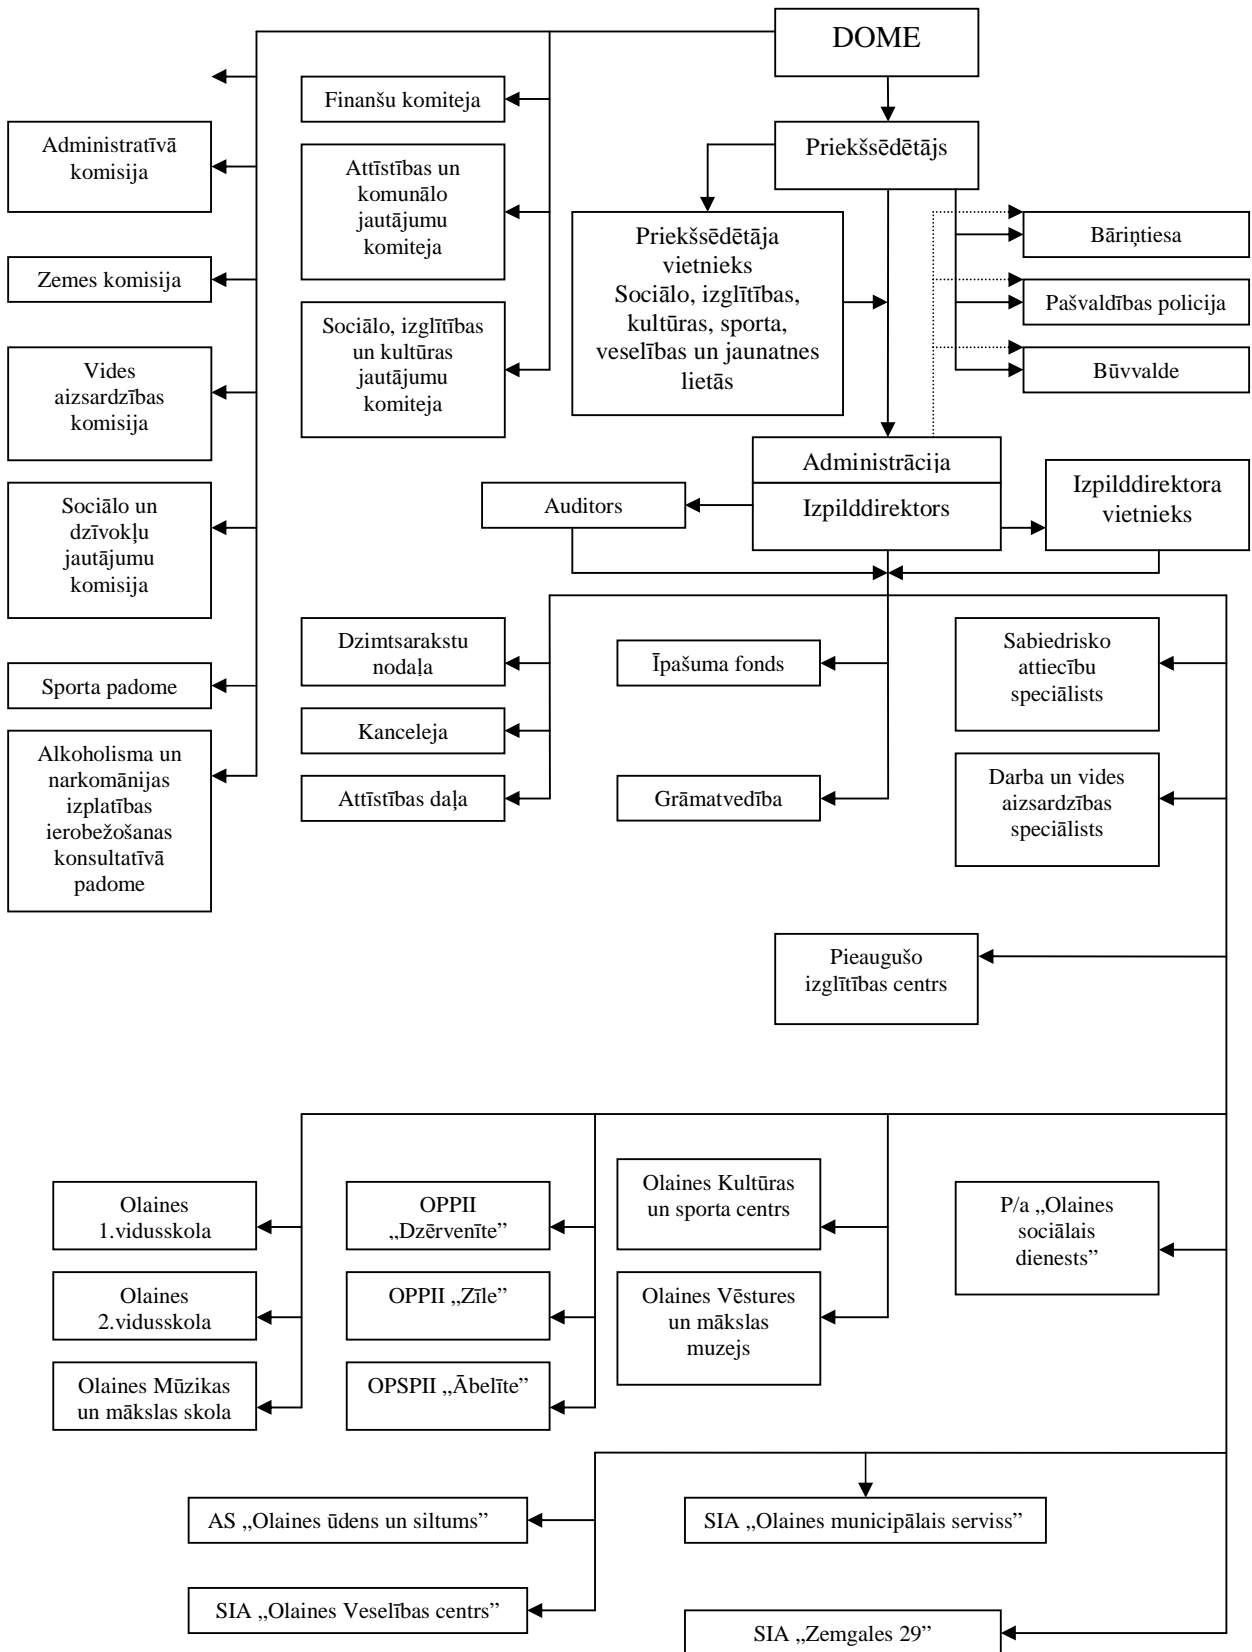 DOME
Priekšsēdētājs
Finanšu komiteja
Administratīvā
komisija
Attīstības un
komunālo
jautājumu
komiteja
Priekšsēdētāja
vietnieks
Sociālo, izglītības,
kultūras, sporta,
veselības un jaunatnes
lietās
Bāriņtiesa
Zemes komisija
Pašvaldības policija
Sociālo, izglītības
un kultūras
jautājumu
komiteja
Vides
aizsardzības
komisija
Būvvalde
Administrācija
Izpilddirektors
Auditors
Izpilddirektora
vietnieks
Sociālo un
dzīvokļu
jautājumu
komisija
Dzimtsarakstu
nodaļa
Īpašuma fonds
Sabiedrisko
attiecību
speciālists
Sporta padome
Kanceleja
Alkoholisma un
narkomānijas
izplatības
ierobežošanas
konsultatīvā
padome
Attīstības daļa
Grāmatvedība
Darba un vides
aizsardzības
speciālists
Pieaugušo
izglītības centrs
Olaines
1.vidusskola
OPPII
„Dzērvenīte”
Olaines Kultūras
un sporta centrs
P/a „Olaines
sociālais
dienests”
Olaines
2.vidusskola
OPPII „Zīle”
Olaines Vēstures
un mākslas
muzejs
Olaines Mūzikas
un mākslas skola
OPSPII „Ābelīte”
AS „Olaines ūdens un siltums”
SIA „Olaines municipālais serviss”
SIA „Olaines Veselības centrs”
SIA „Zemgales 29”